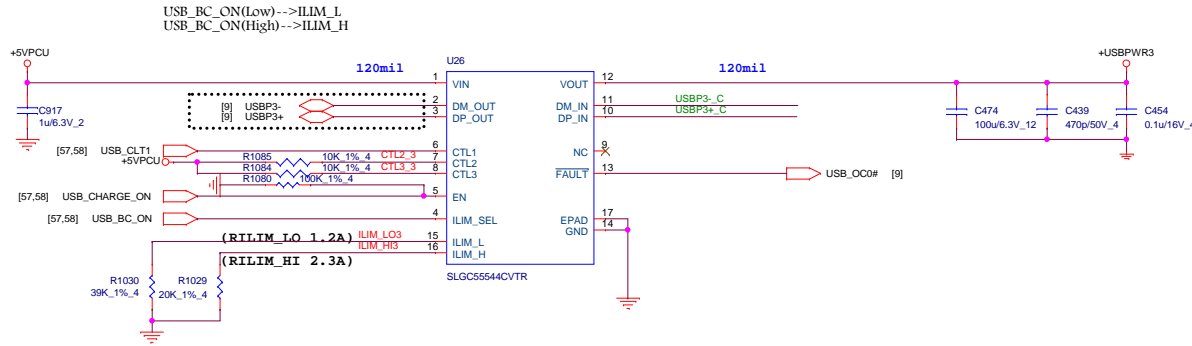 USB_BC_ON(Low)-->ILIM_L
USB_BC_ON(High)-->ILIM_H
+5VPCU
C917
1u/6.3V_2
120mil
U26
120mil
+USBPWR3
1 VIN
VOUT 12
[9] USBP3-
2 DM_OUT
DM_IN 11
USBP3-_C
[9] USBP3+
3 DP_OUT
DP_IN 10
USBP3+_C
C474
100u/6.3V_12
C439
470p/50V_4
C454
0.1u/16V_4
[57,58] USB_CLT1
6 CTL1
NC 9
+5VPCU
R1085 10K_1%_4 CTL2_3
7 CTL2
R1084 10K_1%_4 CTL3_3
8 CTL3
FAULT 13
USB_OC0# [9]
R1080 100K_1%_4
[57,58] USB_CHARGE_ON
5 EN
[57,58] USB_BC_ON
4 ILIM_SEL
EPAD 17
GND 14
(RILIM_LO 1.2A) ILIM_LO3
15 ILIM_L
ILIM_HI3
16 ILIM_H
(RILIM_HI 2.3A)
SLGC55544CVTR
R1030
39K_1%_4
R1029
20K_1%_4